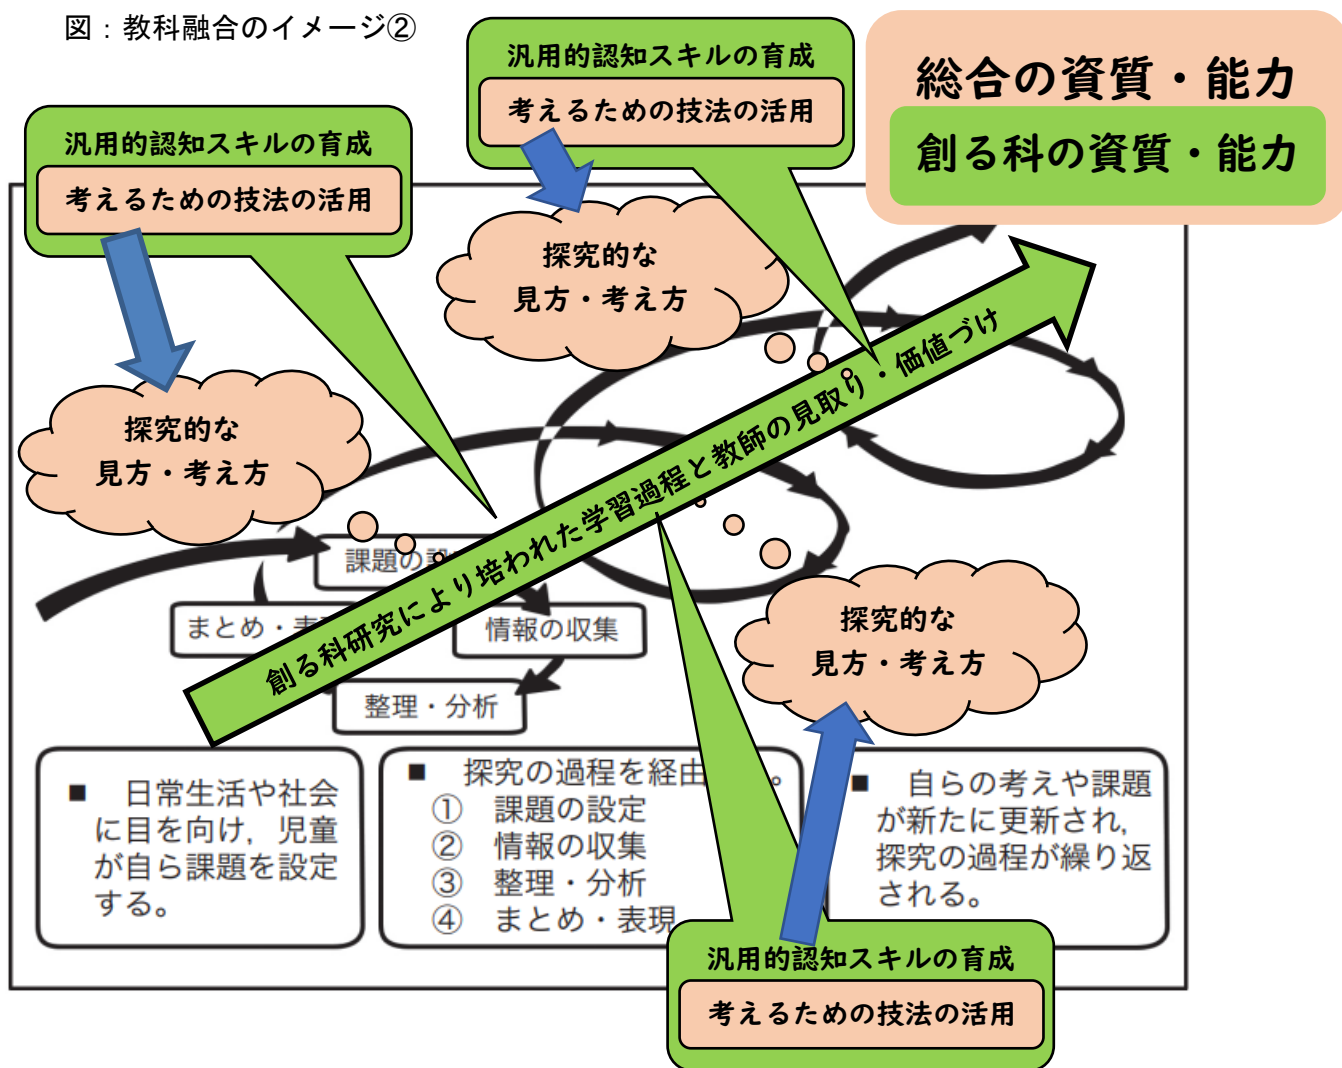 図：教科融合のイメージ②
汎用的認知スキルの育成
考えるための技法の活用
総合の資質・能力
創る科の資質・能力
汎用的認知スキルの育成
考えるための技法の活用
探究的な
見方・考え方
探究的な
見方・考え方
創る科研究により培われた学習過程と教師の見取り・価値づけ
課題の
まとめ・
情報の収集
整理・分析
探究的な
見方・考え方
■ 日常生活や社会
に目を向け，児童
が自ら課題を設定
する。
■ 探究の過程を経由 。
① 課題の設定
② 情報の収集
③ 整理・分析
④ まとめ・表現
■ 自らの考えや課題
が新たに更新され，
探究の過程が繰り返
される。
汎用的認知スキルの育成
考えるための技法の活用